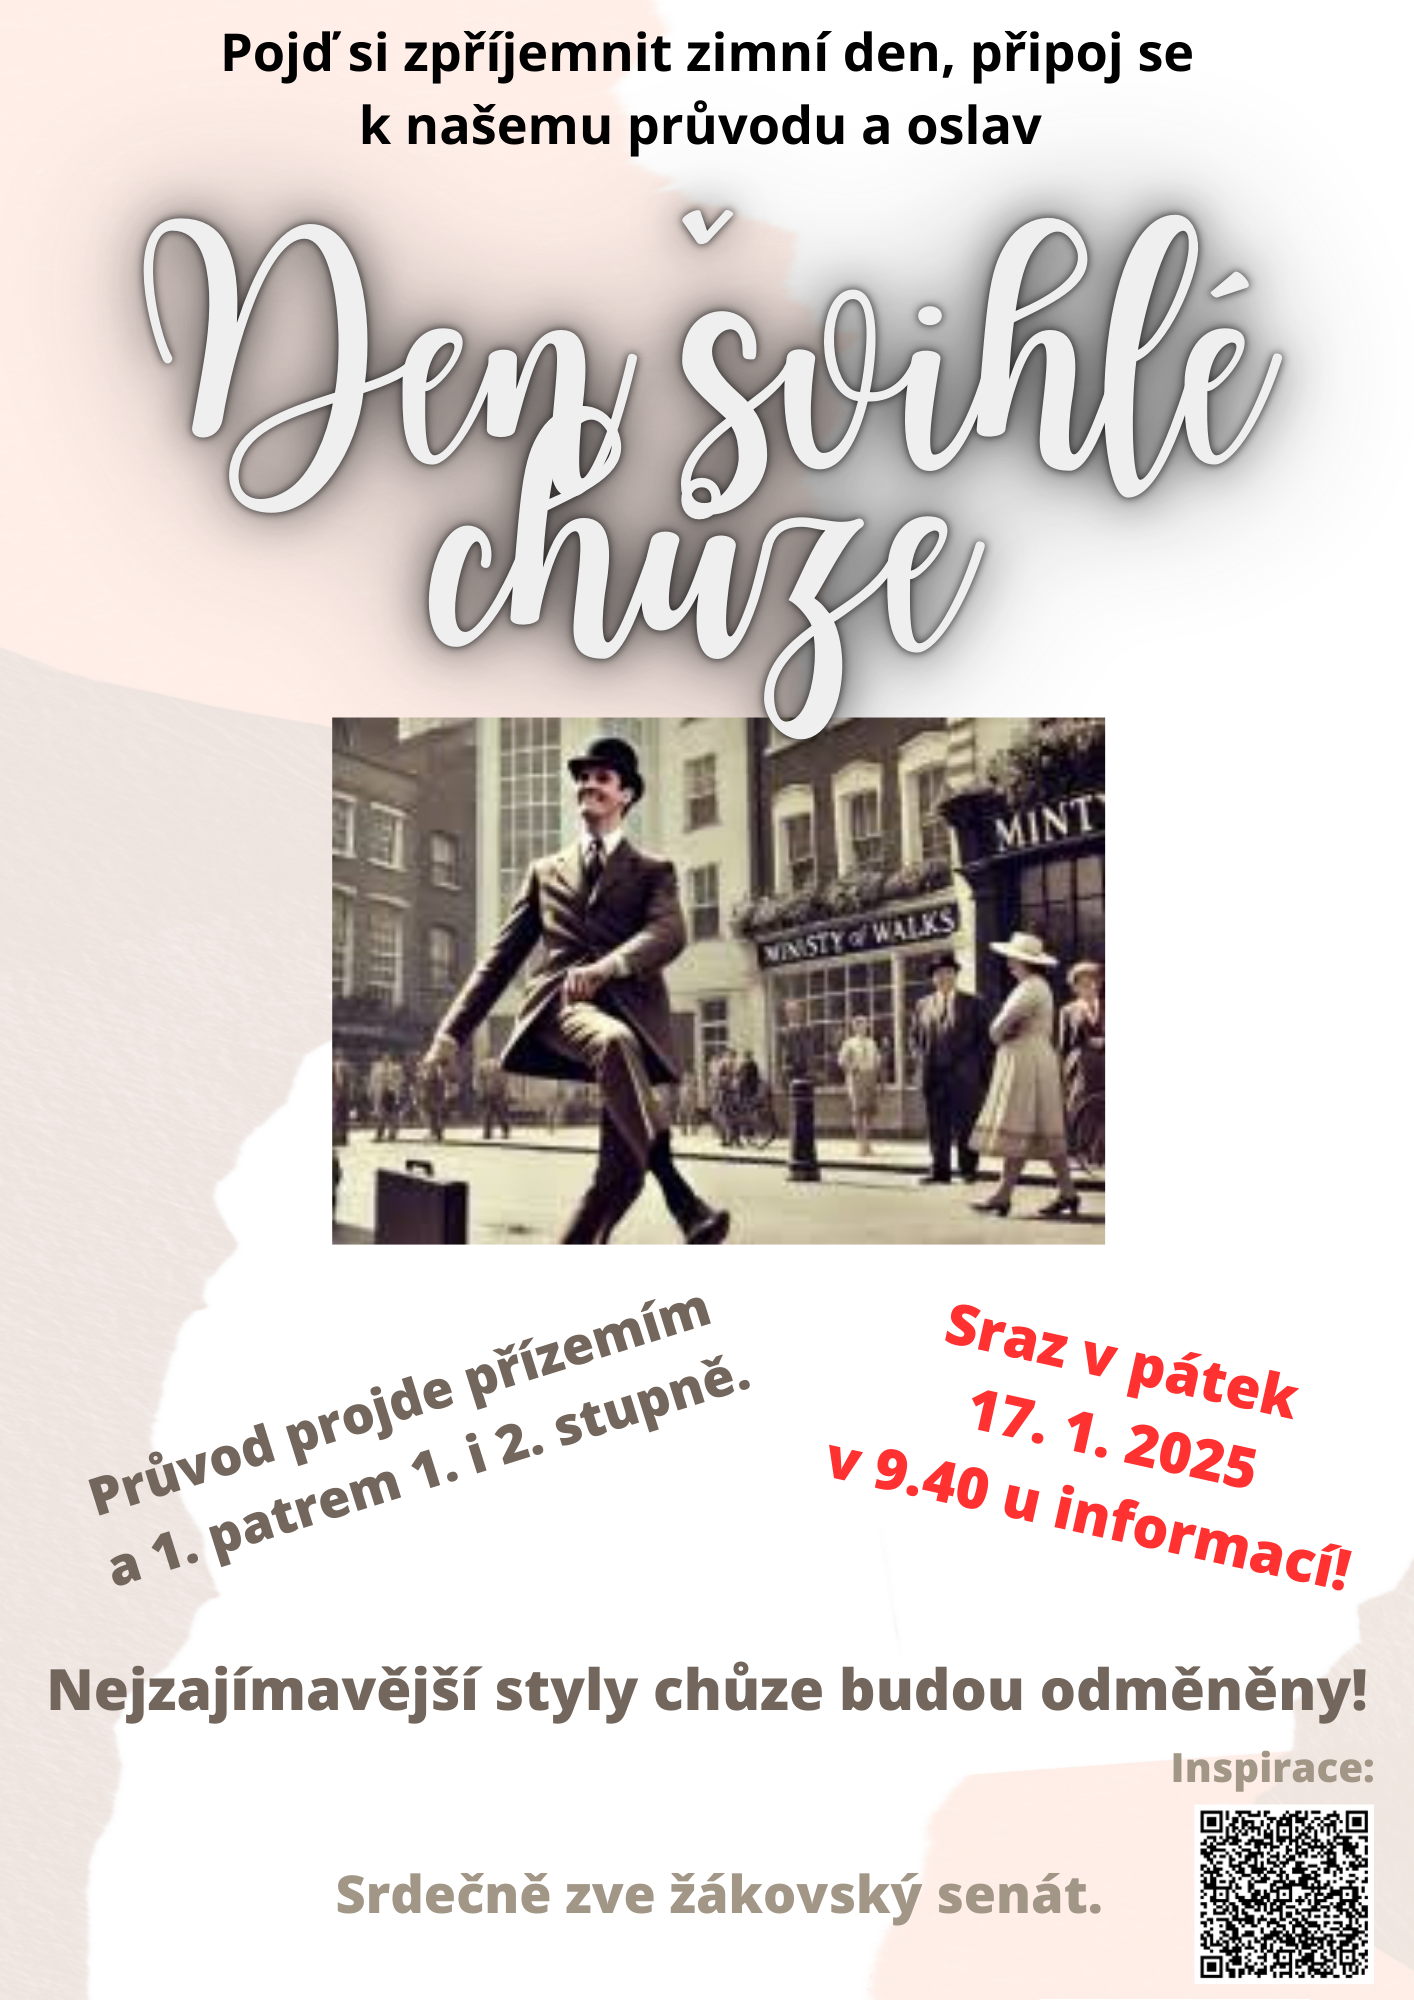 Pojď si zpříjemnit zimní den, připoj se
k našemu průvodu a oslav
Den švihlé
chůze
MINTY
MINISTY of WALKS
Průvod projde přízemím
a 1. patrem 1. i 2. stupně.
Sraz v pátek
17. 1. 2025
v 9.40 u informací!
Nejzajímavější styly chůze budou odměněny!
Inspirace:
Srdečně zve žákovský senát.